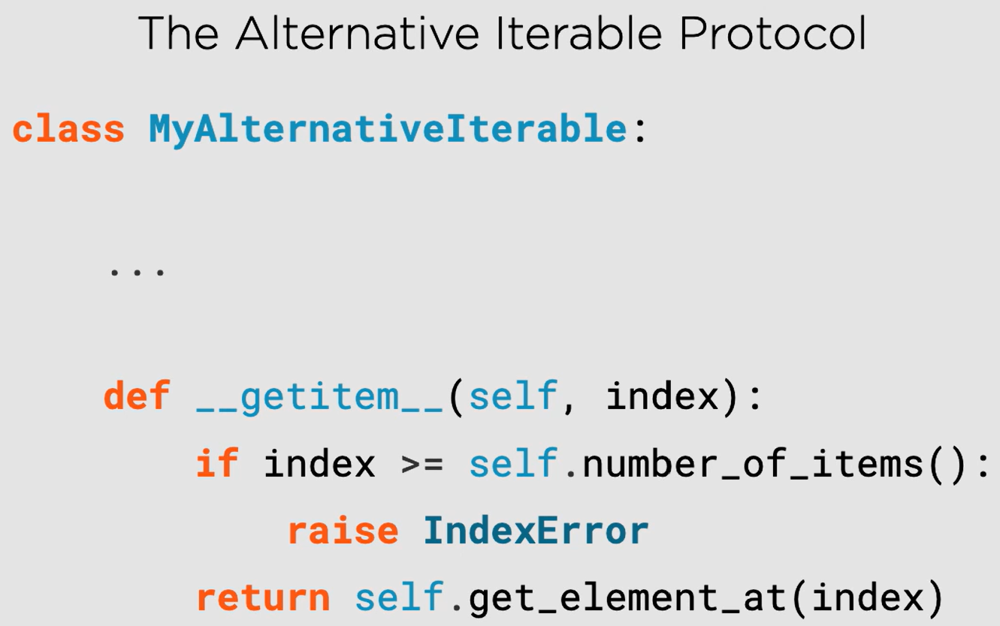 The Alternative Iterable Protocol
class MyAlternativeIterable:
...
def __getitem__(self, index):
if index >= self.number_of_items():
raise IndexError
return self.get_element_at(index)